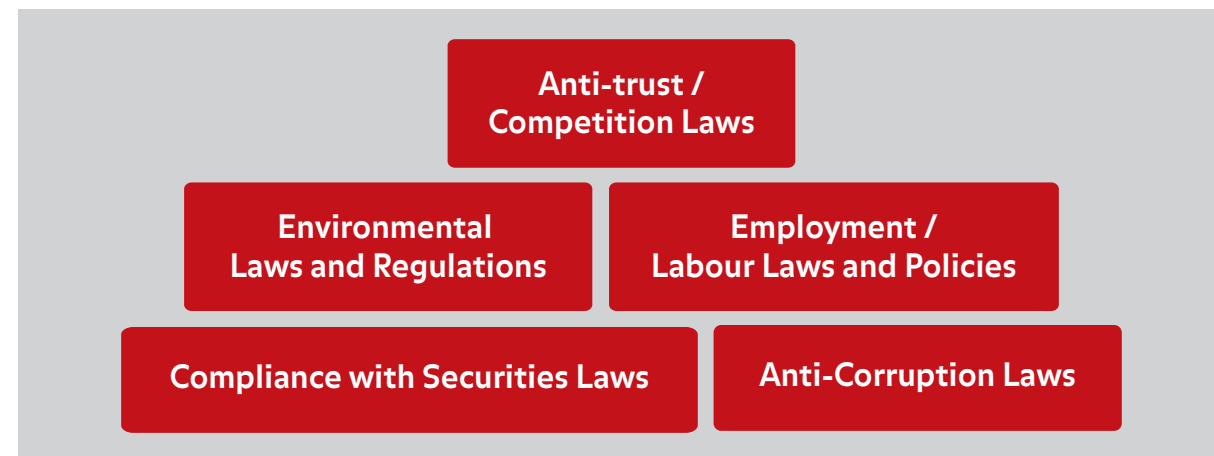 Anti-trust /
Competition Laws
Environmental
Laws and Regulations
Employment /
Labour Laws and Policies
Compliance with Securities Laws
Anti-Corruption Laws